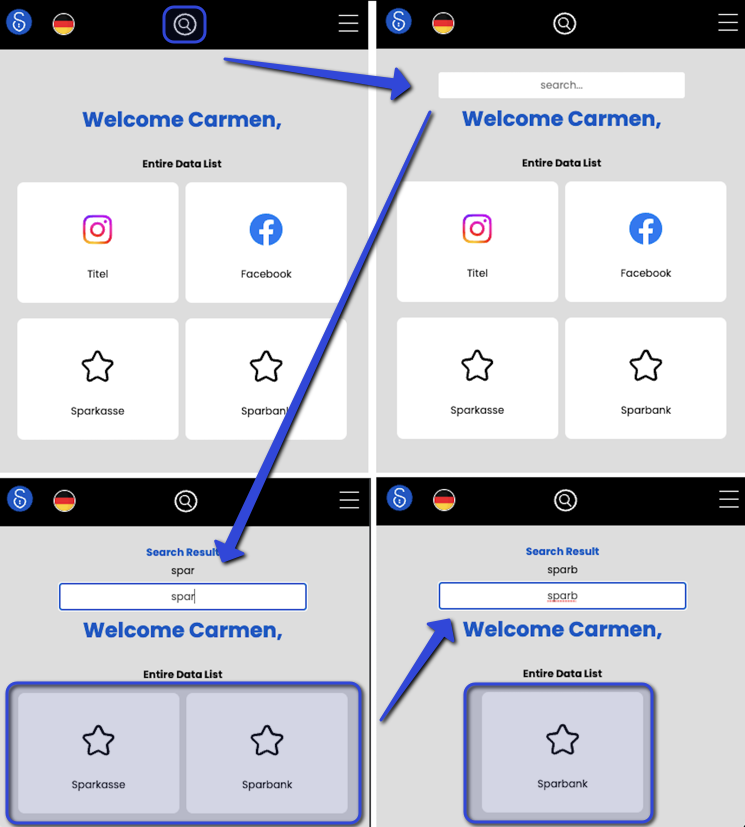 Welcome Carmen,
Entire Data List
Titel
Facebook
Sparkasse
Sparbank
search...
Welcome Carmen,
Entire Data List
Titel
Facebook
Sparkasse
Sparbank
Search Result
spar
spar
Welcome Carmen,
Entire Data List
Sparkasse
Sparbank
Search Result
sparb
sparb
Welcome Carmen,
Entire Data List
Sparbank